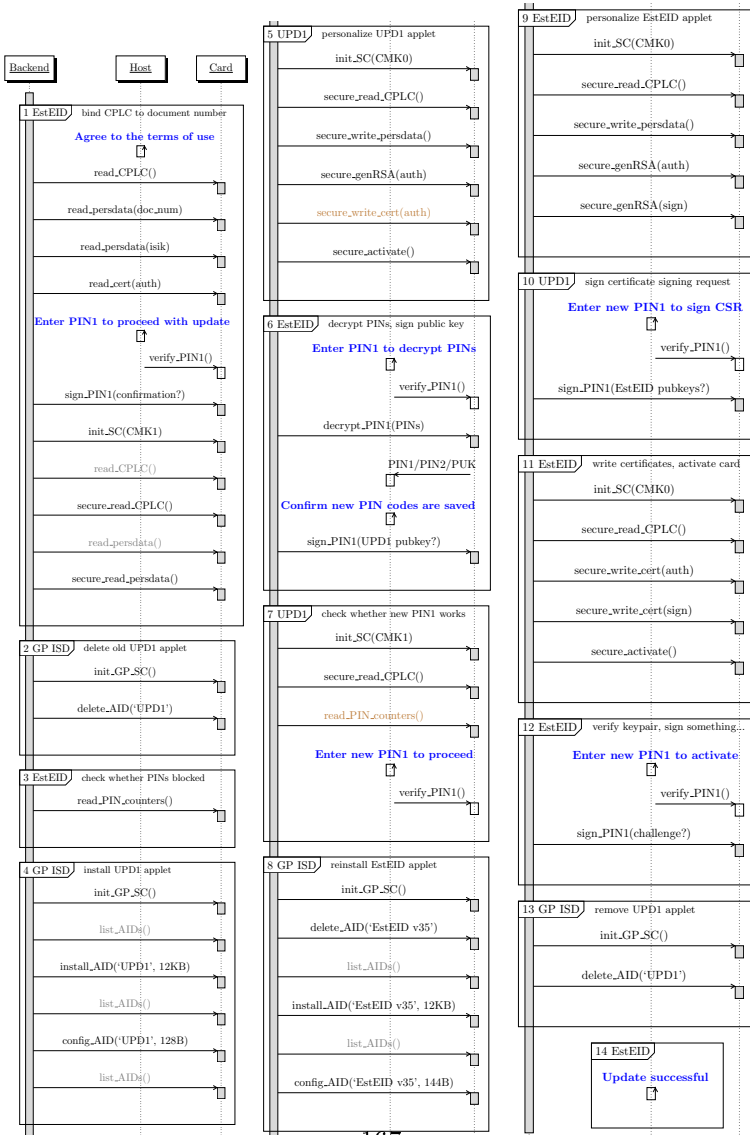 Backend
Host
Card
1 EstEID
bind CPLC to document number
Agree to the terms of use
read_CPLC()
read_persdata(doc_num)
read_persdata(isik)
read_cert(auth)
Enter PIN1 to proceed with update
verify_PIN1()
sign_PIN1(confirmation?)
init_SC(CMK1)
read_CPLC()
secure_read_CPLC()
read_persdata()
secure_read_persdata()
2 GP ISD
delete old UPD1 applet
init_GP_SC()
delete_AID('UPD1')
3 EstEID
check whether PINs blocked
read_PIN_counters()
4 GP ISD
install UPD1 applet
init_GP_SC()
list_AIDs()
install_AID('UPD1', 12KB)
list_AIDs()
config_AID('UPD1', 128B)
list_AIDs()
5 UPD1
personalize UPD1 applet
init_SC(CMK0)
secure_read_CPLC()
secure_write_persdata()
secure_genRSA(auth)
secure_write_cert(auth)
secure_activate()
6 EstEID
decrypt PINs, sign public key
Enter PIN1 to decrypt PINs
verify_PIN1()
decrypt_PIN1(PINs)
PIN1/PIN2/PUK
Confirm new PIN codes are saved
sign_PIN1(UPD1 pubkey?)
7 UPD1
check whether new PIN1 works
init_SC(CMK1)
secure_read_CPLC()
read_PIN_counters()
Enter new PIN1 to proceed
verify_PIN1()
8 GP ISD
reinstall EstEID applet
init_GP_SC()
delete_AID('EstEID v35')
list_AIDs()
install_AID('EstEID v35', 12KB)
list_AIDs()
config_AID('EstEID v35', 144B)
9 EstEID
personalize EstEID applet
init_SC(CMK0)
secure_read_CPLC()
secure_write_persdata()
secure_genRSA(auth)
secure_genRSA(sign)
10 UPD1
sign certificate signing request
Enter new PIN1 to sign CSR
verify_PIN1()
sign_PIN1(EstEID pubkeys?)
11 EstEID
write certificates, activate card
init_SC(CMK0)
secure_read_CPLC()
secure_write_cert(auth)
secure_write_cert(sign)
secure_activate()
12 EstEID
verify keypair, sign something...
Enter new PIN1 to activate
verify_PIN1()
sign_PIN1(challenge?)
13 GP ISD
remove UPD1 applet
init_GP_SC()
delete_AID('UPD1')
14 EstEID
Update successful